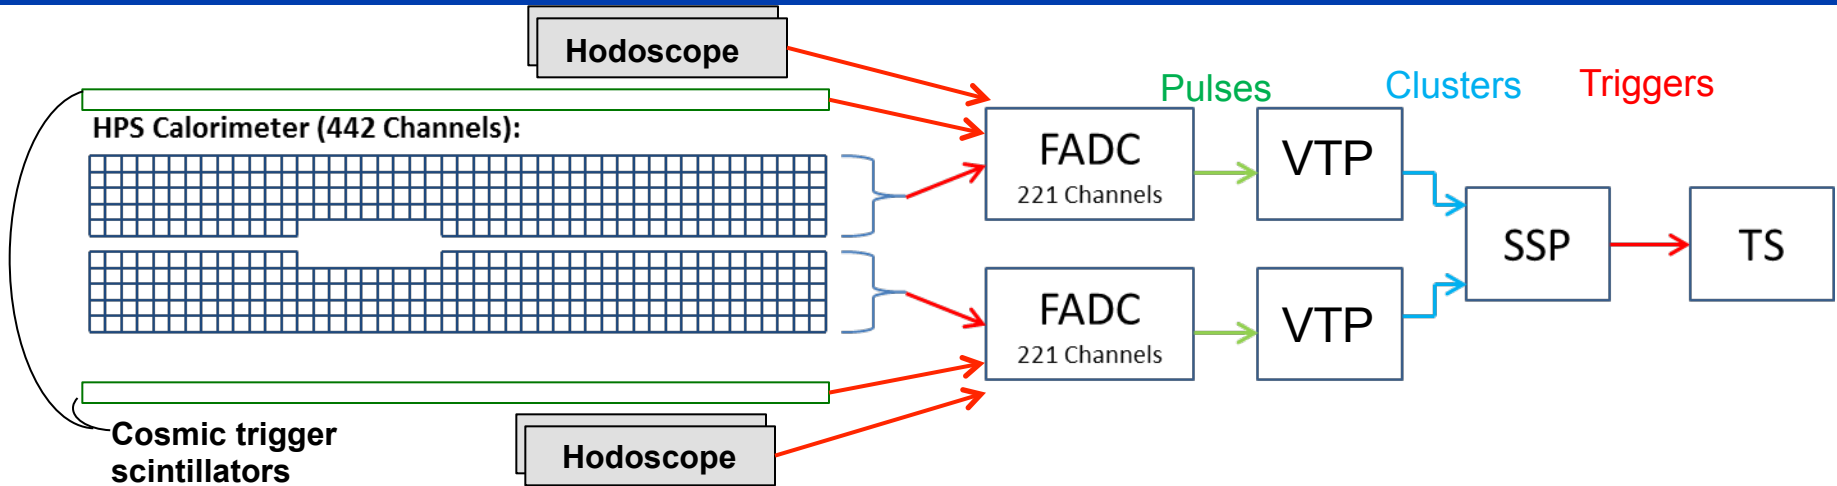 Hodoscope
Pulses
Clusters
Triggers
HPS Calorimeter (442 Channels):
FADC
221 Channels
VTP
SSP
TS
FADC
221 Channels
VTP
Cosmic trigger
scintillators
Hodoscope